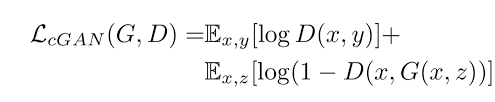 ℒ_{cGAN}(G, D) = 𝔼_{x,y}[log D(x, y)]+
𝔼_{x,z}[log(1 − D(x, G(x, z))]